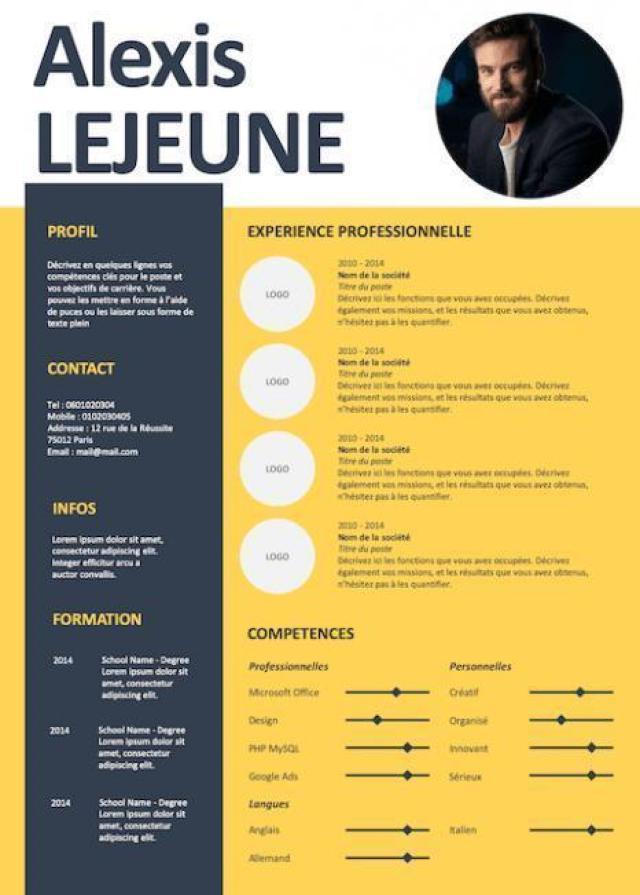 Alexis
LEJEUNE
PROFIL
Décrivez en quelques lignes vos
compétences clés pour le poste et
vos objectifs de carrière. Vous
pouvez les mettre en forme à l'aide
de puces ou les laisser sous forme de
texte plein
CONTACT
Tel : 0601020304
Mobile : 0102030405
Addresse : 12 rue de la Réussite
75012 Paris
Email : mail@mail.com
INFOS
Lorem ipsum dolor sit amet,
consectetur adipiscing elit.
Integer efficitur arcu a
auctor convallis.
FORMATION
2014 School Name - Degree
Lorem ipsum dolor sit
amet, consectetur
adipiscing elit.
2014 School Name - Degree
Lorem ipsum dolor sit
amet, consectetur
adipiscing elit.
2014 School Name - Degree
Lorem ipsum dolor sit
amet, consectetur
adipiscing elit.
EXPERIENCE PROFESSIONNELLE
LOGO
2010 - 2014
Nom de la société
Titre du poste
Décrivez ici les fonctions que vous avez occupées. Décrivez
également vos missions, et les résultats que vous avez obtenus,
n'hésitez pas à les quantifier.
LOGO
2010 - 2014
Nom de la société
Titre du poste
Décrivez ici les fonctions que vous avez occupées. Décrivez
également vos missions, et les résultats que vous avez obtenus,
n'hésitez pas à les quantifier.
LOGO
2010 - 2014
Nom de la société
Titre du poste
Décrivez ici les fonctions que vous avez occupées. Décrivez
également vos missions, et les résultats que vous avez obtenus,
n'hésitez pas à les quantifier.
LOGO
2010 - 2014
Nom de la société
Titre du poste
Décrivez ici les fonctions que vous avez occupées. Décrivez
également vos missions, et les résultats que vous avez obtenus,
n'hésitez pas à les quantifier.
COMPETENCES
Professionnelles
Microsoft Office
Design
PHP MySQL
Google Ads
Personnelles
Créatif
Organisé
Innovant
Sérieux
Langues
Anglais
Italien
Allemand